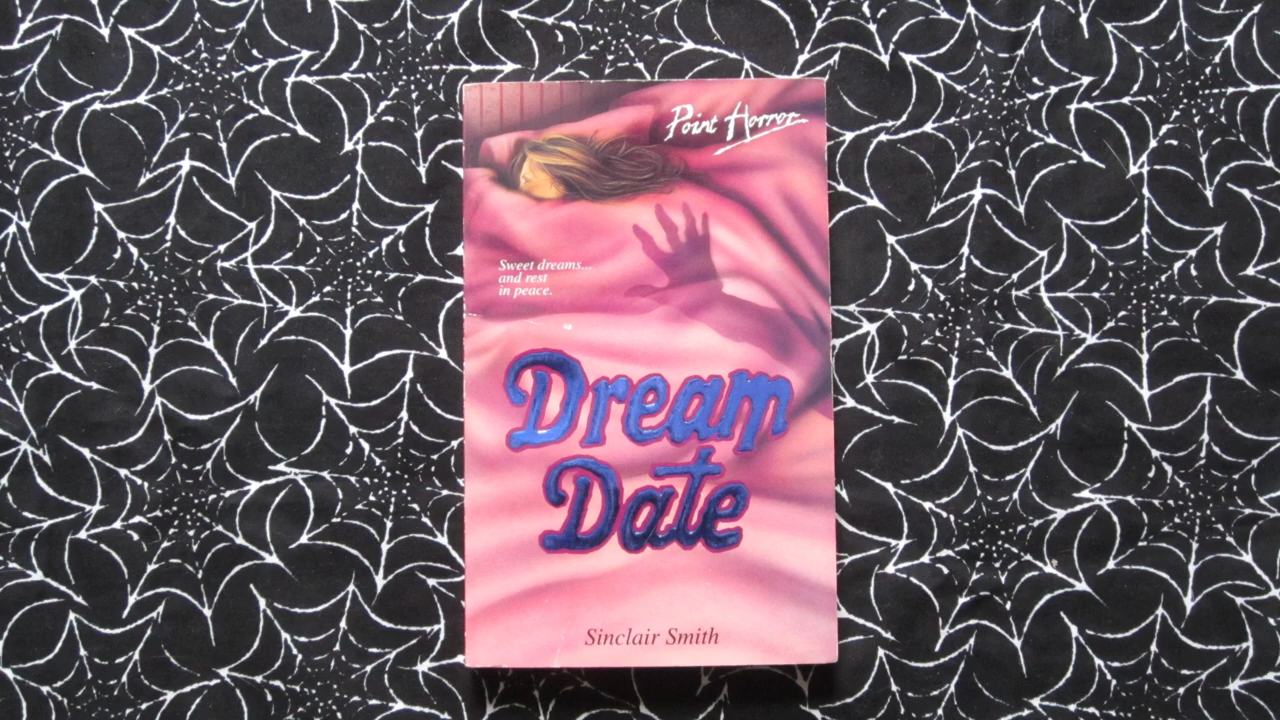 Point Horror
Sweet dreams...
and rest
in peace.
Dream
Date
Sinclair Smith